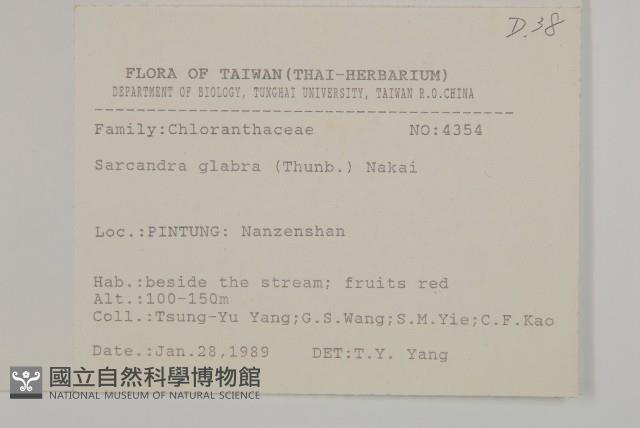 D.38
FLORA OF TAIWAN(THAI-HERBARIUM)
DEPARTMENT OF BIOLOGY, TUNGHAI UNIVERSITY, TAIWAN R.O.CHINA
Family:Chloranthaceae NO:4354
Sarcandra glabra (Thunb.) Nakai
Loc.:PINTUNG: Nanzenshan
Hab.:beside the stream; fruits red
Alt.:100-150m
Coll.:Tsung-Yu Yang;G.S.Wang;S.M.Yie;C.F.Kao
Date.:Jan.28,1989 DET:T.Y. Yang
國立自然科學博物館
NATIONAL MUSEUM OF NATURAL SCIENCE